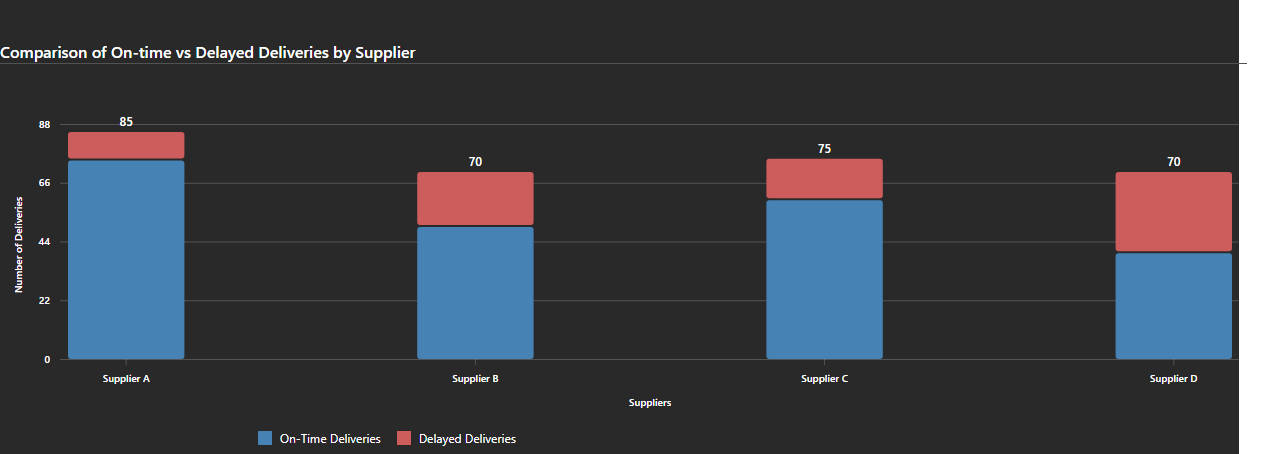 Comparison of On-time vs Delayed Deliveries by Supplier
88
66
44
22
0
Number of Deliveries
85
70
75
70
Supplier A
Supplier B
Supplier C
Supplier D
Suppliers
On-Time Deliveries
Delayed Deliveries